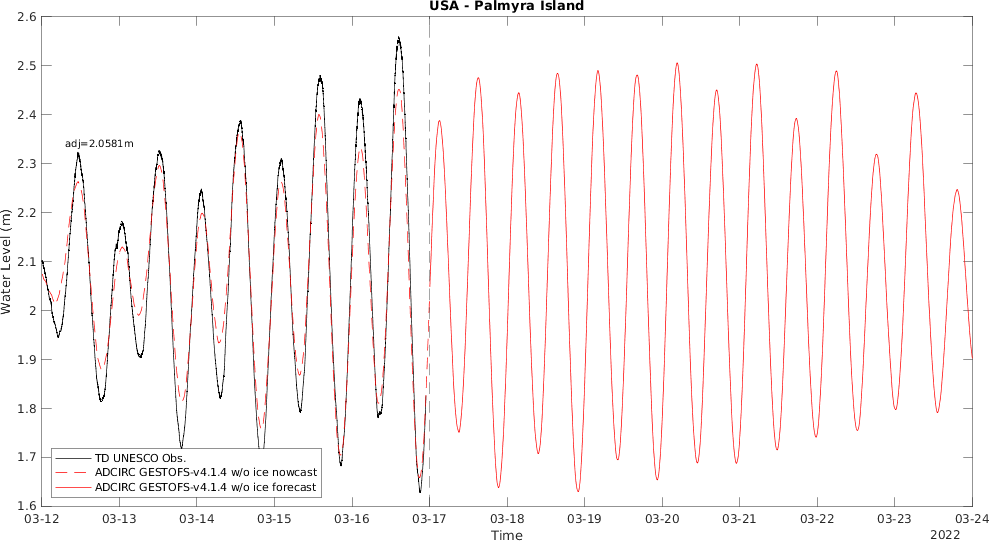 USA - Palmyra Island
2.6
2.5
2.4
2.3
2.2
2.1
2
1.9
1.8
1.7
1.6
Water Level (m)
adj=2.0581m
TD UNESCO Obs.
ADCIRC GESTOFS-v4.1.4 w/o ice nowcast
ADCIRC GESTOFS-v4.1.4 w/o ice forecast
03-12 03-13 03-14 03-15 03-16 03-17 03-18 03-19 03-20 03-21 03-22 03-23 03-24
Time
2022